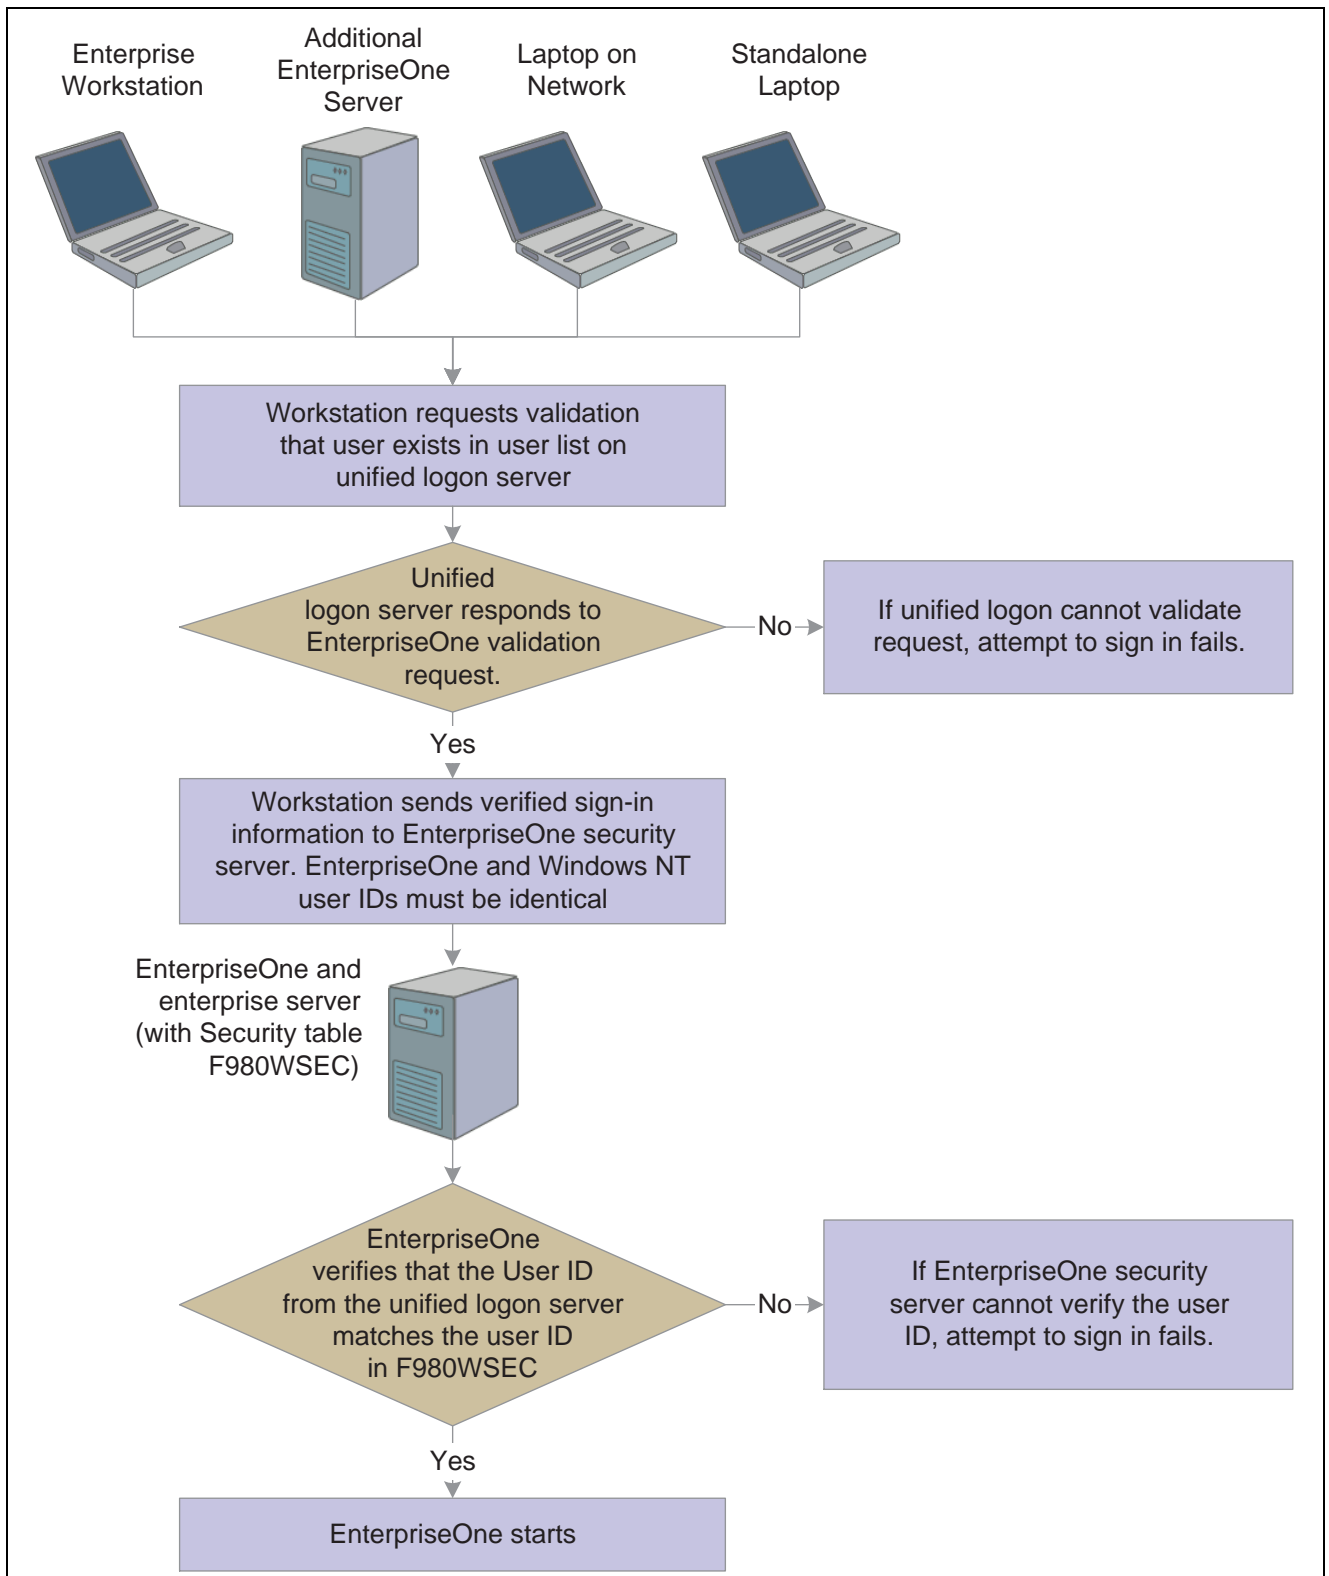 Enterprise
Workstation
Additional
EnterpriseOne
Server
Laptop on
Network
Standalone
Laptop
Workstation requests validation
that user exists in user list on
unified logon server
Unified
logon server responds to
EnterpriseOne validation
request.
No
If unified logon cannot validate
request, attempt to sign in fails.
Yes
Workstation sends verified sign-in
information to EnterpriseOne security
server. EnterpriseOne and Windows NT
user IDs must be identical
EnterpriseOne and
enterprise server
(with Security table
F980WSEC)
EnterpriseOne
verifies that the User ID
from the unified logon server
matches the user ID
in F980WSEC
No
If EnterpriseOne security
server cannot verify the user
ID, attempt to sign in fails.
Yes
EnterpriseOne starts